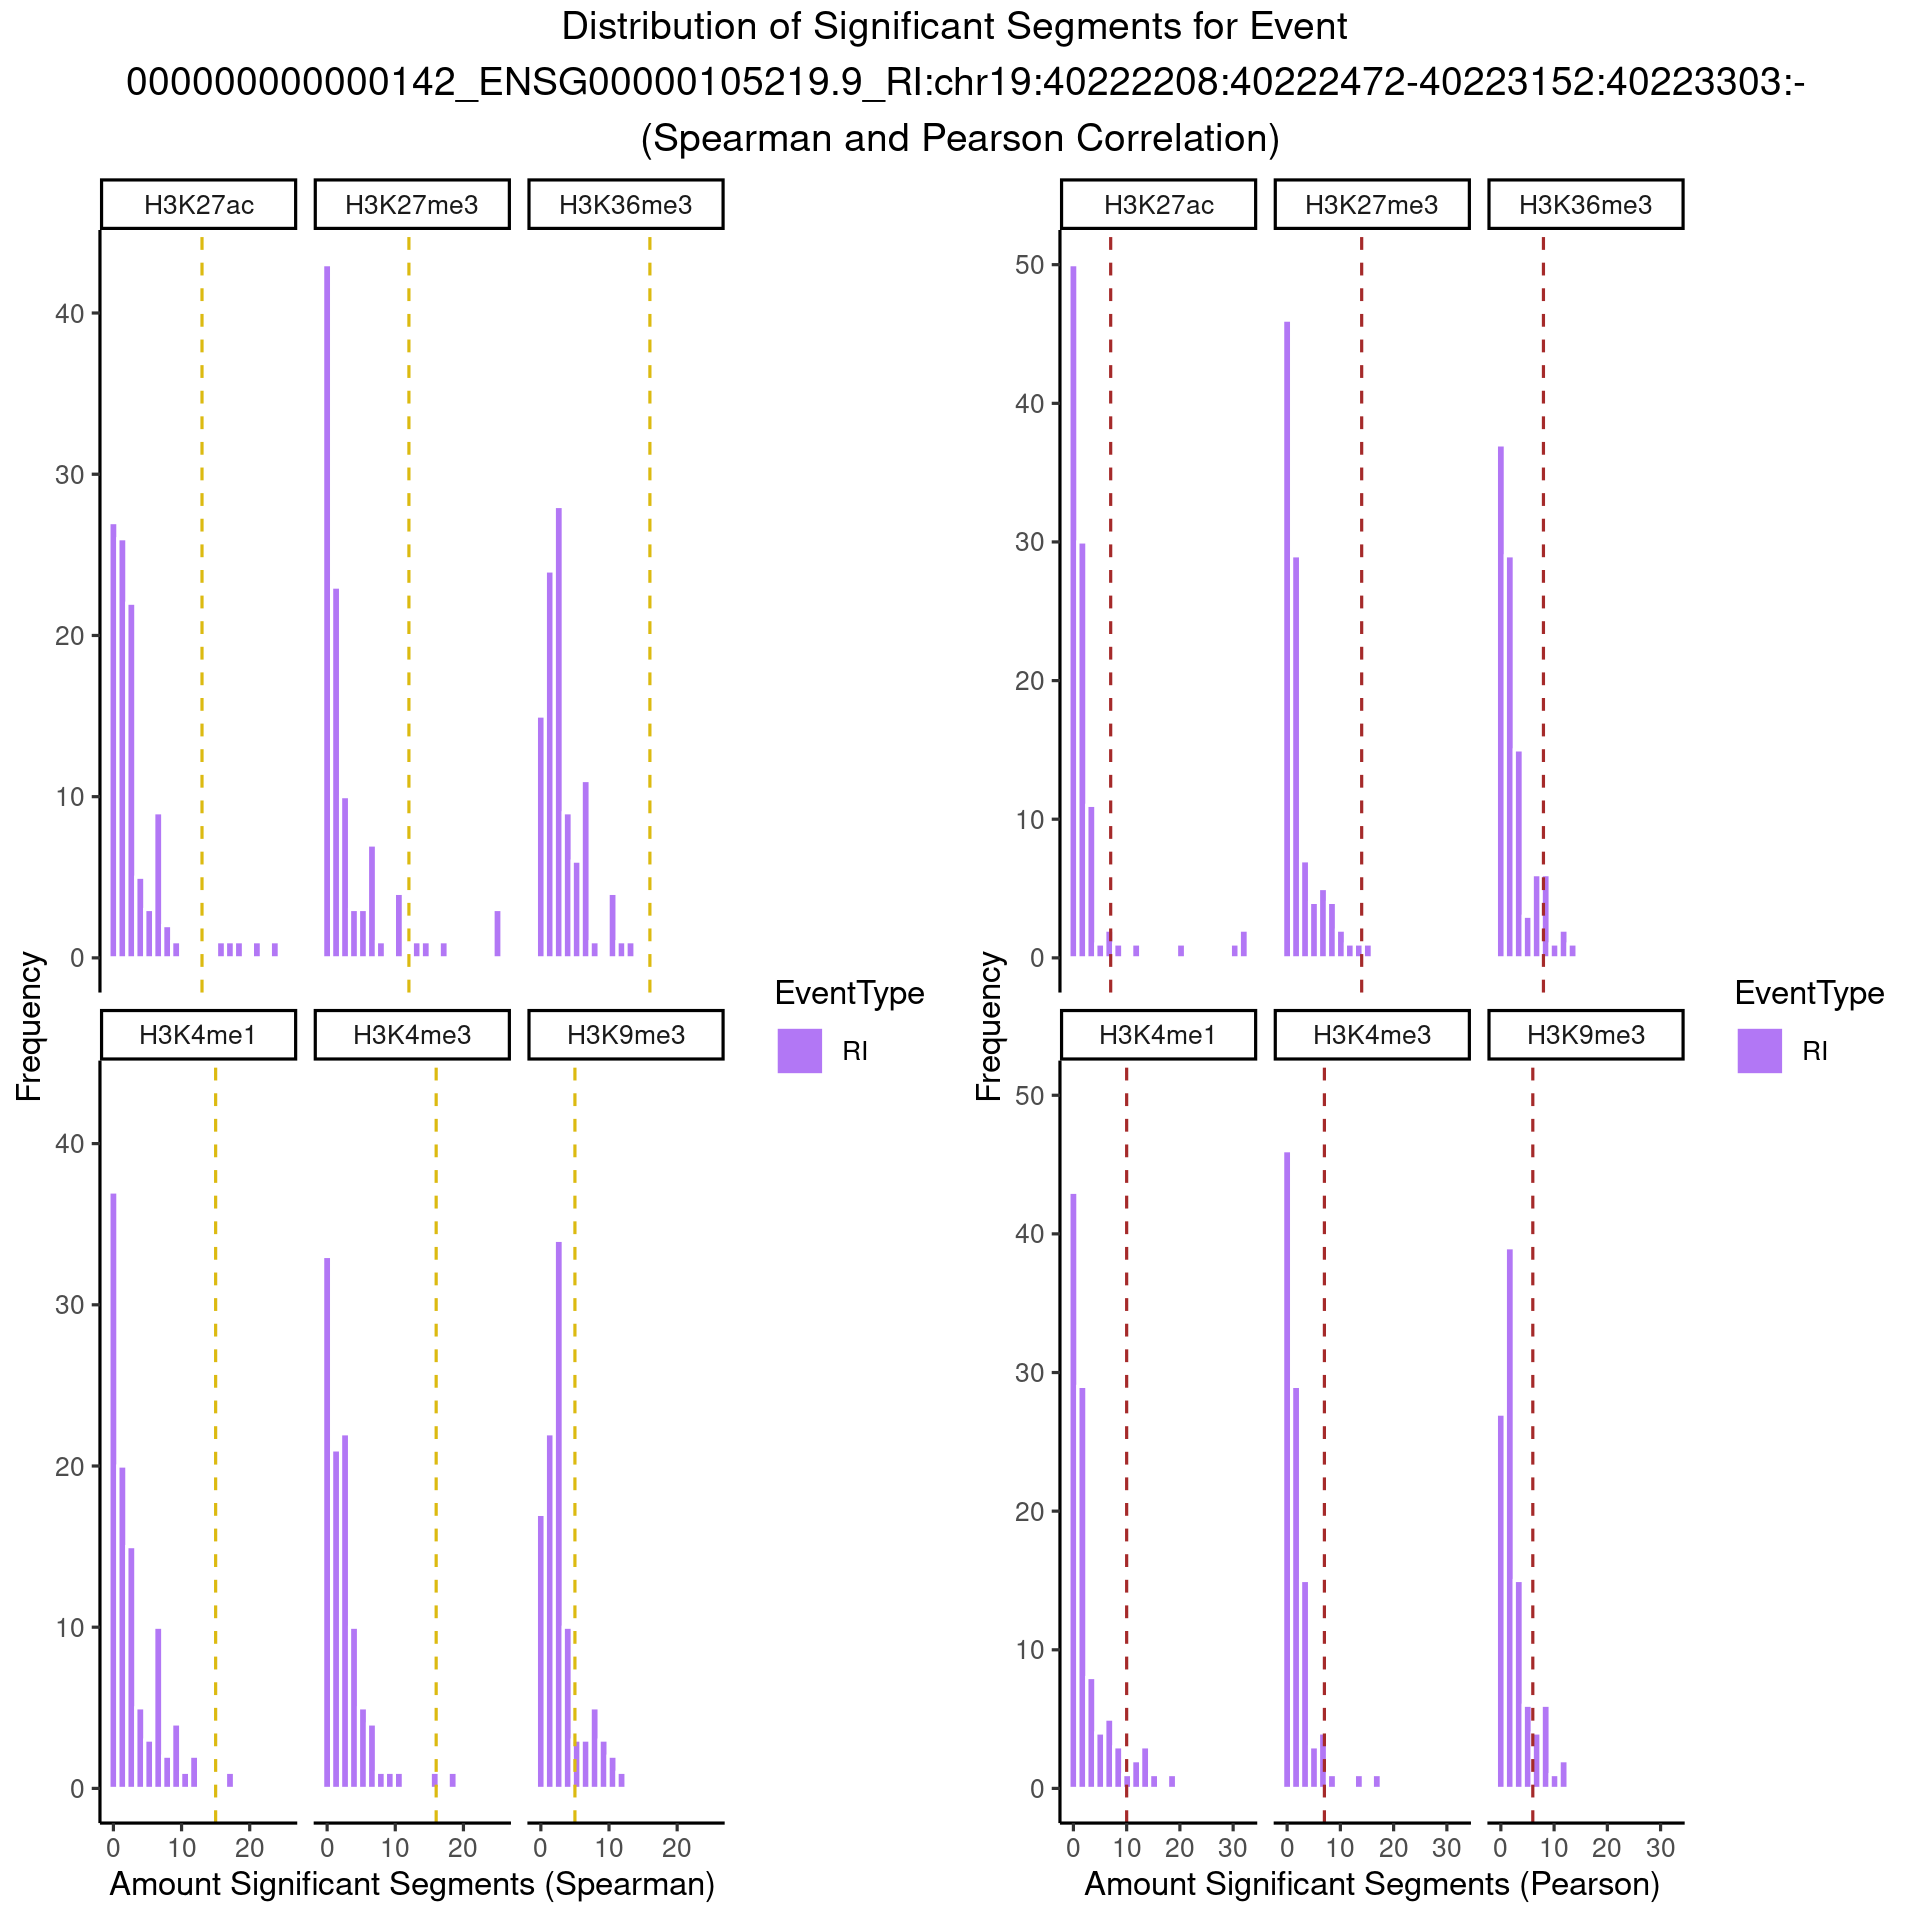 Distribution of Significant Segments for Event
000000000000142_ENSG00000105219.9_RI:chr19:40222208:40222472-40223152:40223303:-
(Spearman and Pearson Correlation)
H3K27ac H3K27me3 H3K36me3
40
30
20
10
0
H3K4me1 H3K4me3 H3K9me3
40
30
20
10
0
0 10 20 0 10 20 0 10 20
Amount Significant Segments (Spearman)
Frequency
EventType
RI
H3K27ac H3K27me3 H3K36me3
50
40
30
20
10
0
H3K4me1 H3K4me3 H3K9me3
50
40
30
20
10
0
0 10 20 30 0 10 20 30 0 10 20 30
Amount Significant Segments (Pearson)
Frequency
EventType
RI